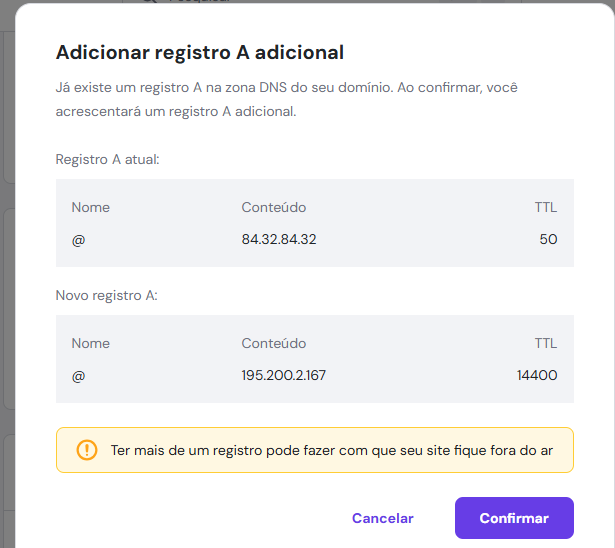 Adicionar registro A adicional
Já existe um registro A na zona DNS do seu domínio. Ao confirmar, você
acrescentará um registro A adicional.
Registro A atual:
Nome Conteúdo TTL
@ 84.32.84.32 50
Novo registro A:
Nome Conteúdo TTL
@ 195.200.2.167 14400
Ter mais de um registro pode fazer com que seu site fique fora do ar
Cancelar Confirmar